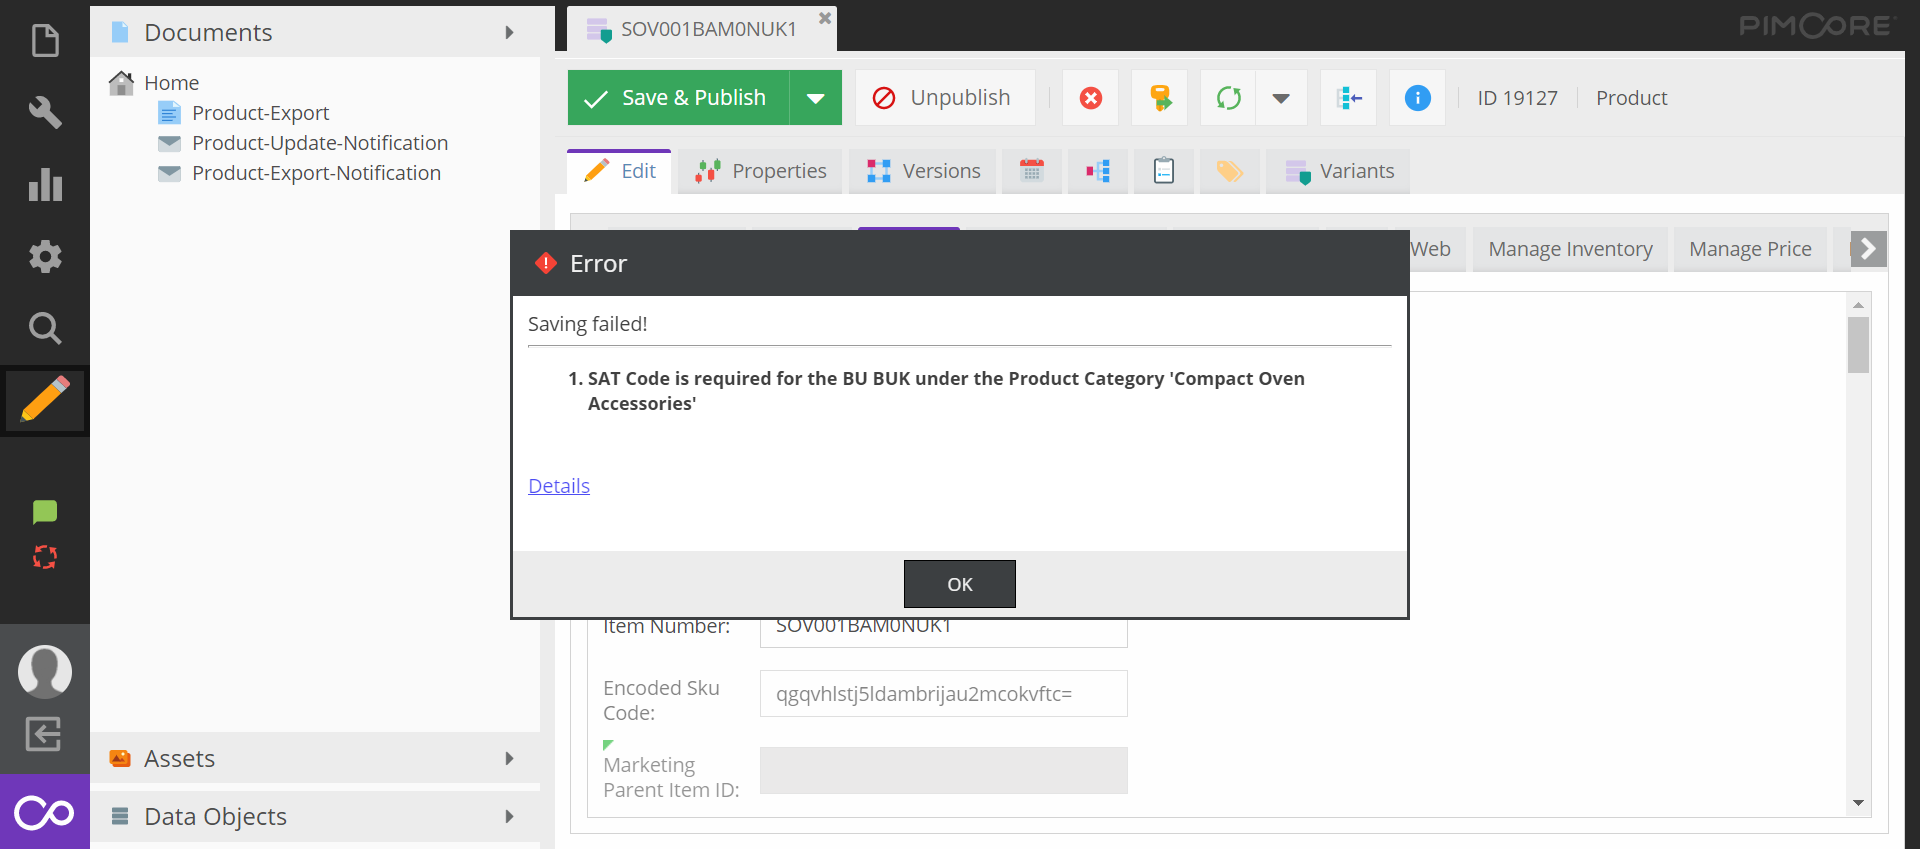 Documents
Home
Product-Export
Product-Update-Notification
Product-Export-Notification
Assets
Data Objects
SOV001BAM0NUK1
PIMCORE
Save & Publish
Unpublish
ID 19127
Product
Edit
Properties
Versions
Variants
Web
Manage Inventory
Manage Price
Error
Saving failed!
1. SAT Code is required for the BU BUK under the Product Category 'Compact Oven
Accessories'
Details
OK
Item Number:
SOV001BAM0NUK1
Encoded Sku
Code:
qgqvhlstj5ldambrijau2mcokvftc=
Marketing
Parent Item ID: